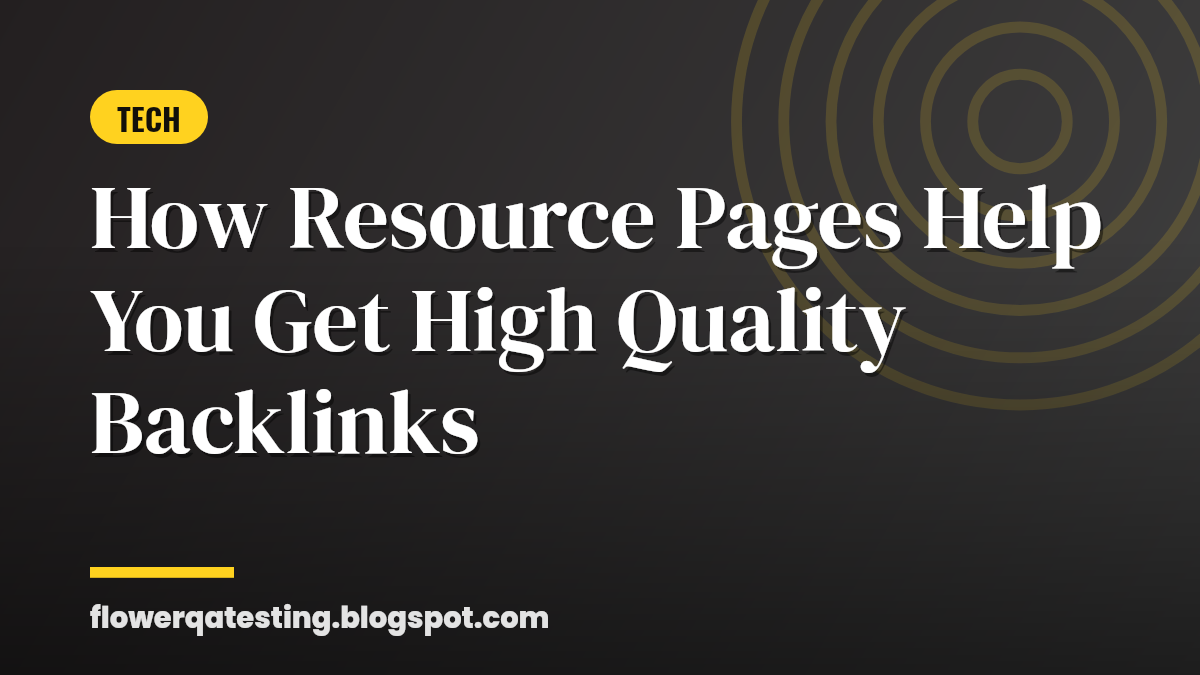 TECH
How Resource Pages Help
You Get High Quality
Backlinks
flowerqatesting.blogspot.com